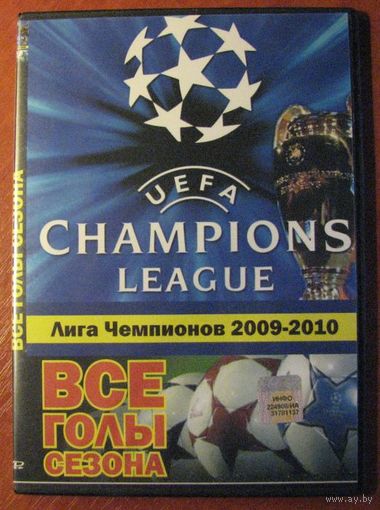 UEFA
CHAMPIONS
LEAGUE
Лига Чемпионов 2009-2010
ВСЕ
ГОЛЫ
СЕЗОНА
ВСЕ ГОЛЫ СЕЗОНА
ИНФО
www.ay.by